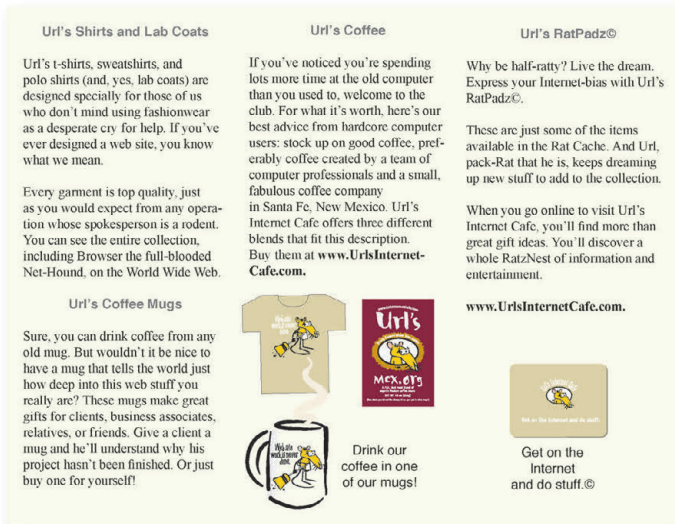 Url's Shirts and Lab Coats
Url's t-shirts, sweatshirts, and
polo shirts (and, yes, lab coats) are
designed specially for those of us
who don't mind using fashionwear
as a desperate cry for help. If you've
ever designed a web site, you know
what we mean.
Every garment is top quality, just
as you would expect from any opera-
tion whose spokesperson is a rodent.
You can see the entire collection,
including Browser the full-blooded
Net-Hound, on the World Wide Web.
Url's Coffee Mugs
Sure, you can drink coffee from any
old mug. But wouldn't it be nice to
have a mug that tells the world just
how deep into this web stuff you
really are? These mugs make great
gifts for clients, business associates,
relatives, or friends. Give a client a
mug and he'll understand why his
project hasn't been finished. Or just
buy one for yourself!
Url's Coffee
If you've noticed you're spending
lots more time at the old computer
than you used to, welcome to the
club. For what it's worth, here's our
best advice from hardcore computer
users: stock up on good coffee, pref-
erably coffee created by a team of
computer professionals and a small,
fabulous coffee company
in Santa Fe, New Mexico. Url's
Internet Cafe offers three different
blends that fit this description.
Buy them at www.UrlsInternet-
Cafe.com.
Url's
Mex.org
Drink our
coffee in one
of our mugs!
Url's RatPadz©
Why be half-ratty? Live the dream.
Express your Internet-bias with Url's
RatPadz©.
These are just some of the items
available in the Rat Cache. And Url,
pack-Rat that he is, keeps dreaming
up new stuff to add to the collection.
When you go online to visit Url's
Internet Cafe, you'll find more than
great gift ideas. You'll discover a
whole RatzNest of information and
entertainment.
www.UrlsInternetCafe.com.
Url's Internet Cafe
Get on the Internet and do stuff.
Get on the
Internet
and do stuff.©